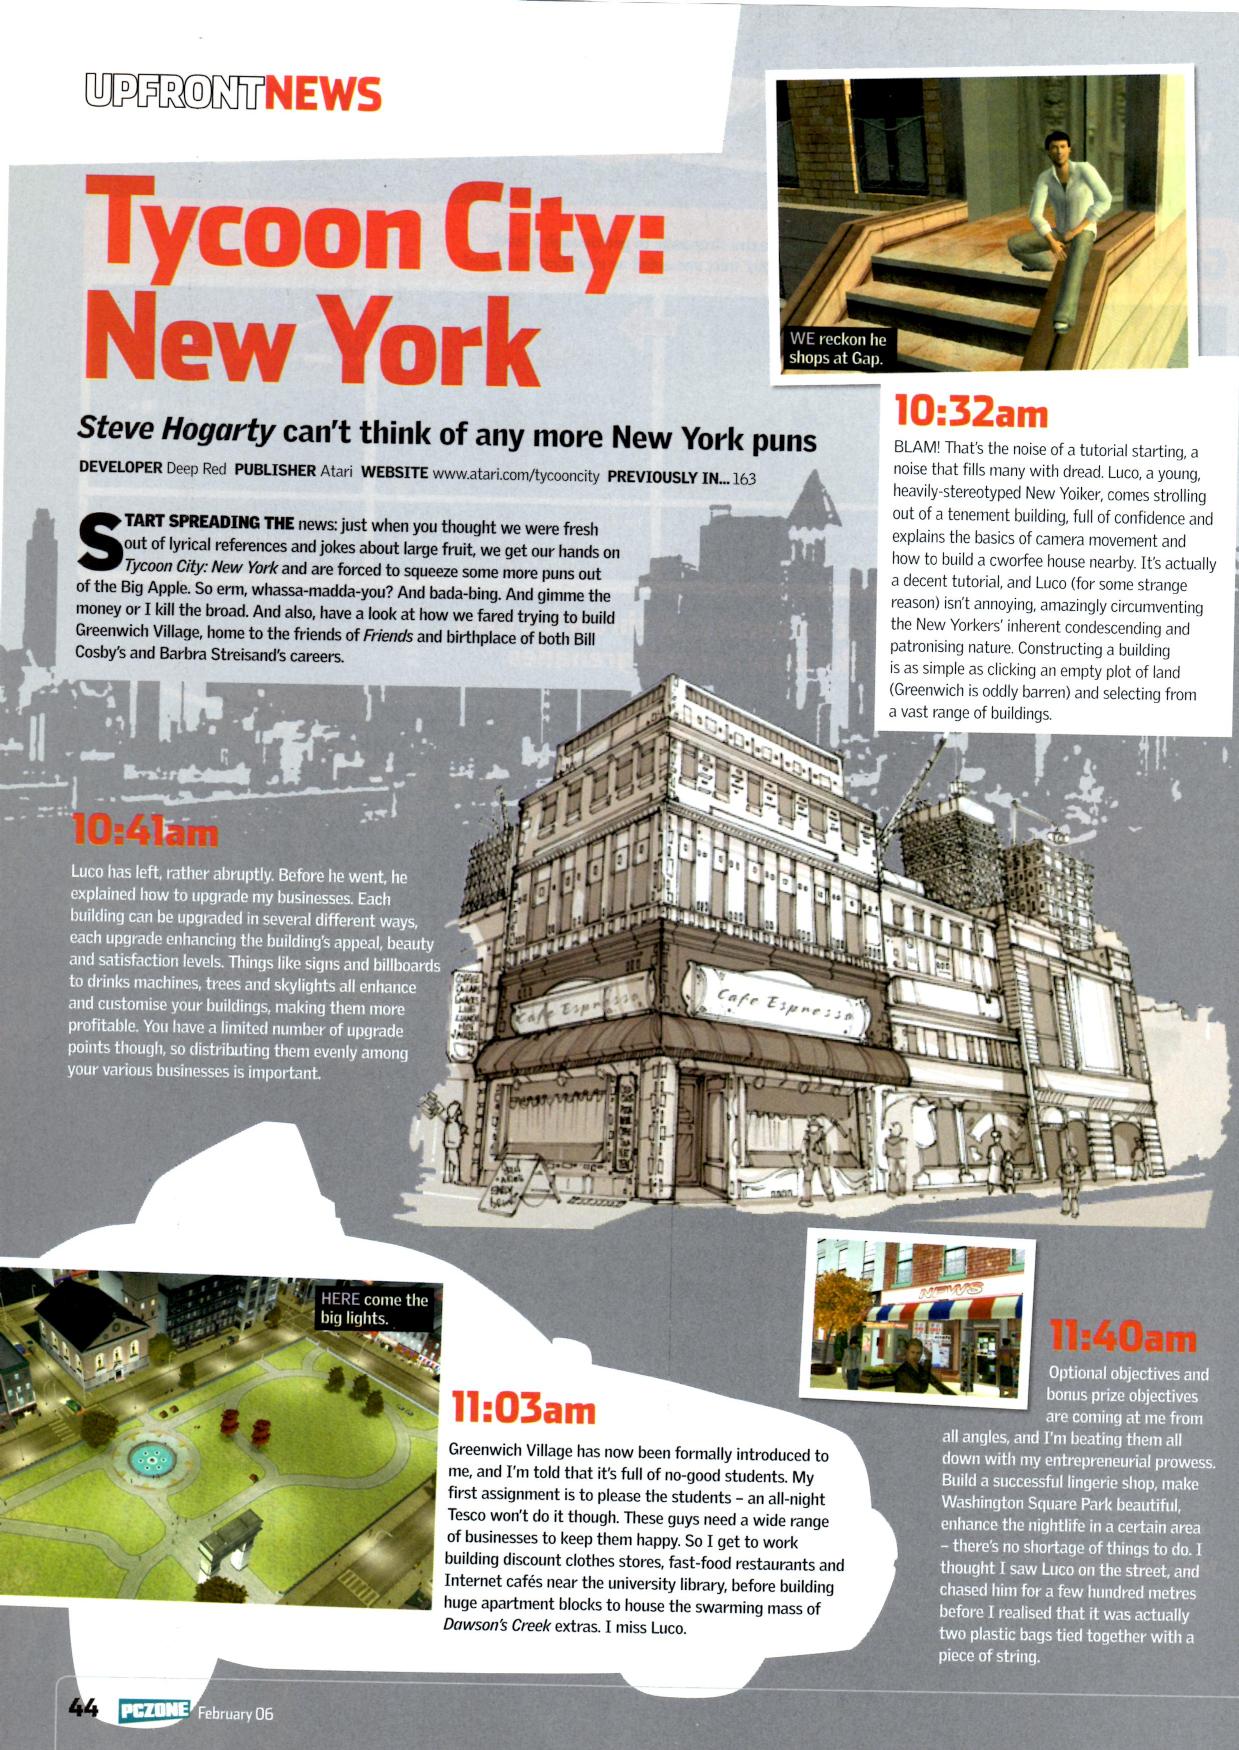 UPFRONTNEWS
Tycoon City:
New York
Steve Hogarty can't think of any more New York puns
DEVELOPER Deep Red PUBLISHER Atari WEBSITE www.atari.com/tycooncity PREVIOUSLY IN... 163
START SPREADING THE news: just when you thought we were fresh
out of lyrical references and jokes about large fruit, we get our hands on
Tycoon City: New York and are forced to squeeze some more puns out
of the Big Apple. So erm, whassa-madda-you? And bada-bing. And gimme the
money or I kill the broad. And also, have a look at how we fared trying to build
Greenwich Village, home to the friends of Friends and birthplace of both Bill
Cosby's and Barbra Streisand's careers.
WE reckon he
shops at Gap.
10:32am
BLAM! That's the noise of a tutorial starting, a
noise that fills many with dread. Luco, a young,
heavily-stereotyped New Yoiker, comes strolling
out of a tenement building, full of confidence and
explains the basics of camera movement and
how to build a cworfee house nearby. It's actually
a decent tutorial, and Luco (for some strange
reason) isn't annoying, amazingly circumventing
the New Yorkers' inherent condescending and
patronising nature. Constructing a building
is as simple as clicking an empty plot of land
(Greenwich is oddly barren) and selecting from
a vast range of buildings.
10:41am
Luco has left, rather abruptly. Before he went, he
explained how to upgrade my businesses. Each
building can be upgraded in several different ways,
each upgrade enhancing the building's appeal, beauty
and satisfaction levels. Things like signs and billboards
to drinks machines, trees and skylights all enhance
and customise your buildings, making them more
profitable. You have a limited number of upgrade
points though, so distributing them evenly among
your various businesses is important.
Cafe Espresso
Cafe Espresso
HERE come the
big lights.
11:03am
Greenwich Village has now been formally introduced to
me, and I'm told that it's full of no-good students. My
first assignment is to please the students – an all-night
Tesco won't do it though. These guys need a wide range
of businesses to keep them happy. So I get to work
building discount clothes stores, fast-food restaurants and
Internet cafés near the university library, before building
huge apartment blocks to house the swarming mass of
Dawson's Creek extras. I miss Luco.
NEWS
11:40am
Optional objectives and
bonus prize objectives
are coming at me from
all angles, and I'm beating them all
down with my entrepreneurial prowess.
Build a successful lingerie shop, make
Washington Square Park beautiful,
enhance the nightlife in a certain area
– there's no shortage of things to do. I
thought I saw Luco on the street, and
chased him for a few hundred metres
before I realised that it was actually
two plastic bags tied together with a
piece of string.
44 PCZONE February 06